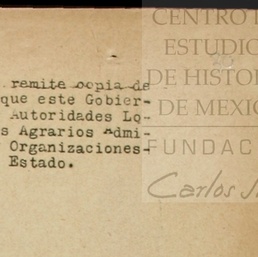 CENTRO
ESTUDIO
DE HISTOR
DE MEXIC
FUNDAC
Carlos
remite copia de
que este Gobier-
Autoridades Lo-
s Agrarios Admi-
Organizaciones-
Estado.